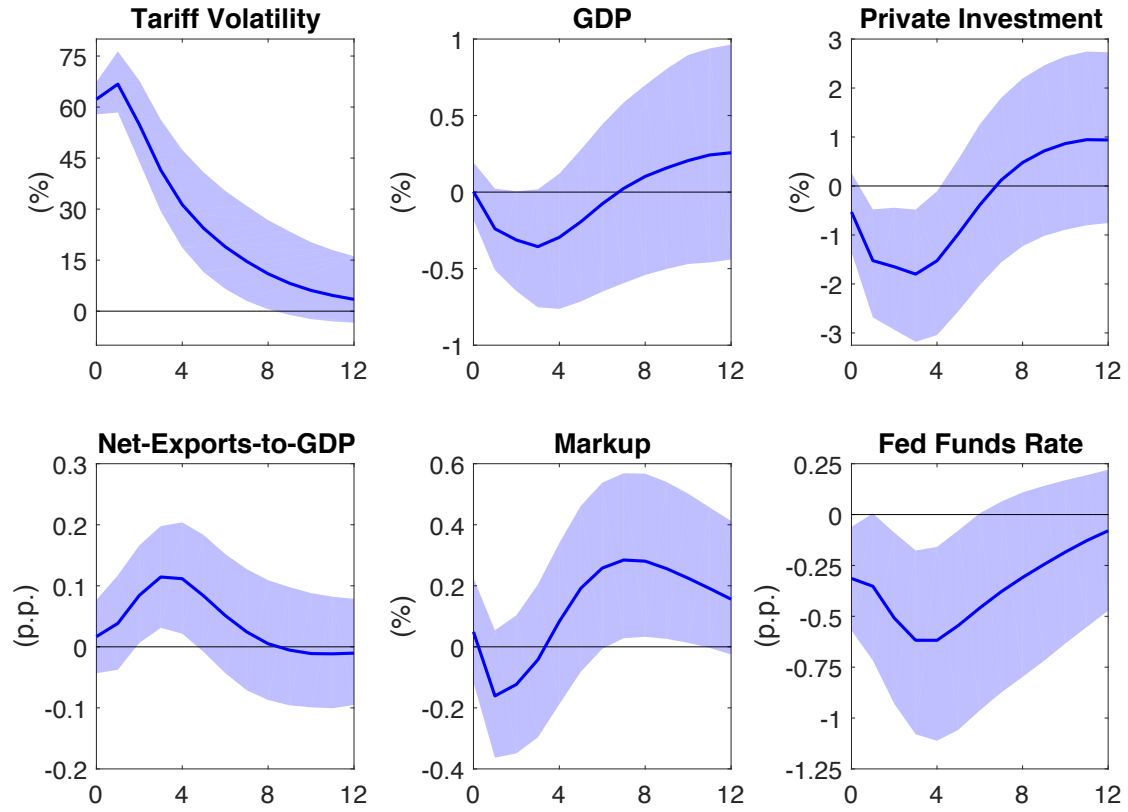 Tariff Volatility
(%)
75
60
45
30
15
0
0 4 8 12
GDP
(%)
1
0.5
0
-0.5
-1
0 4 8 12
Private Investment
(%)
3
2
1
0
-1
-2
-3
0 4 8 12
Net-Exports-to-GDP
(p.p.)
0.3
0.2
0.1
0
-0.1
-0.2
0 4 8 12
Markup
(%)
0.6
0.4
0.2
0
-0.2
-0.4
0 4 8 12
Fed Funds Rate
(p.p.)
0.25
0
-0.25
-0.5
-0.75
-1
-1.25
0 4 8 12